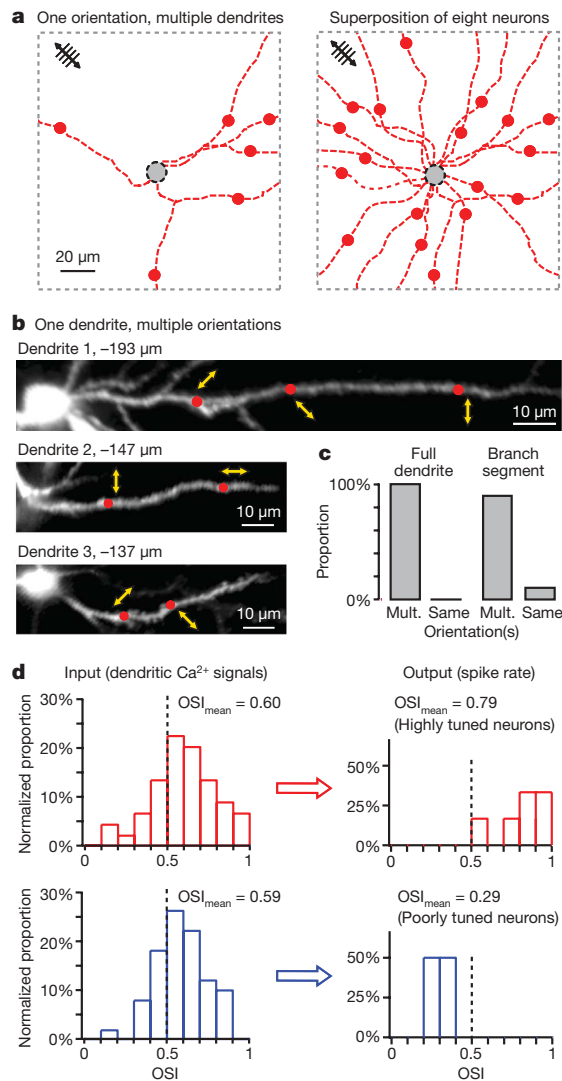 a One orientation, multiple dendrites
Superposition of eight neurons
20 µm
b One dendrite, multiple orientations
Dendrite 1, –193 µm
10 µm
Dendrite 2, –147 µm
10 µm
Dendrite 3, –137 µm
10 µm
c Full dendrite
Branch segment
100%
0%
Proportion
Mult. Same Mult. Same
Orientation(s)
d Input (dendritic Ca²⁺ signals)
Output (spike rate)
Normalized proportion
30%
20%
10%
0%
0 0.5 1
OSI_mean = 0.60
OSI_mean = 0.79
(Highly tuned neurons)
50%
25%
0%
0 0.5 1
Normalized proportion
30%
20%
10%
0%
0 0.5 1
OSI
OSI_mean = 0.59
OSI_mean = 0.29
(Poorly tuned neurons)
50%
0%
0 0.5 1
OSI